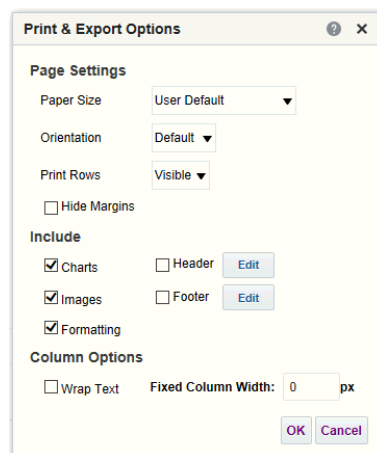 Print & Export Options
Page Settings
Paper Size User Default
Orientation Default
Print Rows Visible
Hide Margins
Include
Charts Header Edit
Images Footer Edit
Formatting
Column Options
Wrap Text Fixed Column Width: 0 px
OK Cancel